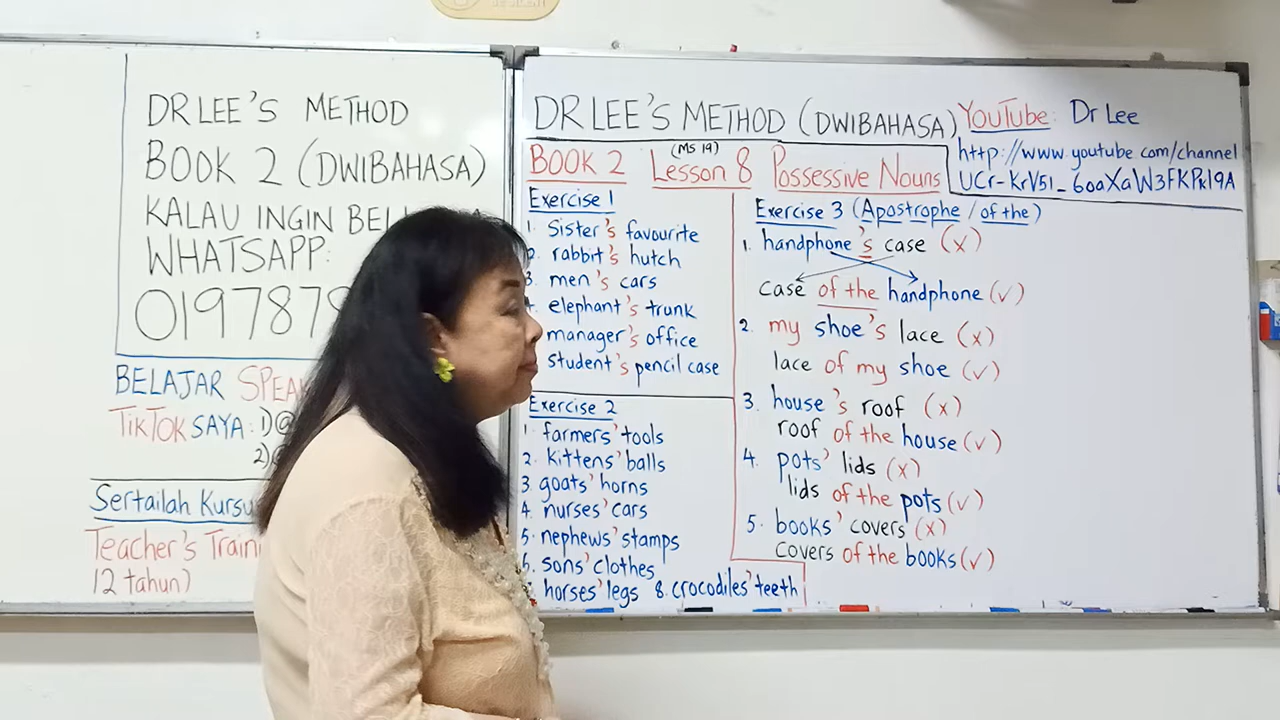 DR LEE'S METHOD
BOOK 2 (DWIBAHASA)
KALAU INGIN
WHATSAPP:
BELAJAR
TIKTOK SAYA: 1)@
2)@
Sertailah
Teacher's
12 tahun)
DR LEE'S METHOD (DWIBAHASA)
YouTube: Dr Lee
http://www.youtube.com/channel
UCr-KrV51_6oaXaW3FKPx19A
BOOK 2 (MS 19) Lesson 8 Possessive Nouns
Exercise 1
1. Sister's favourite
2. rabbit's hutch
3. men's cars
4. elephant's trunk
manager's office
student's pencil case
Exercise 2
1. farmers' tools
2. kittens' balls
3 goats' horns
4. nurses' cars
5. nephews' stamps
6. sons' clothes
horses' legs 8. crocodiles' teeth
Exercise 3 (Apostrophe / of the)
1. handphone's case (x)
case of the handphone (✓)
2. my shoe's lace (x)
lace of my shoe (✓)
3. house's roof (x)
roof of the house (✓)
4. pots' lids (x)
lids of the pots (✓)
5. books' covers (x)
covers of the books (✓)